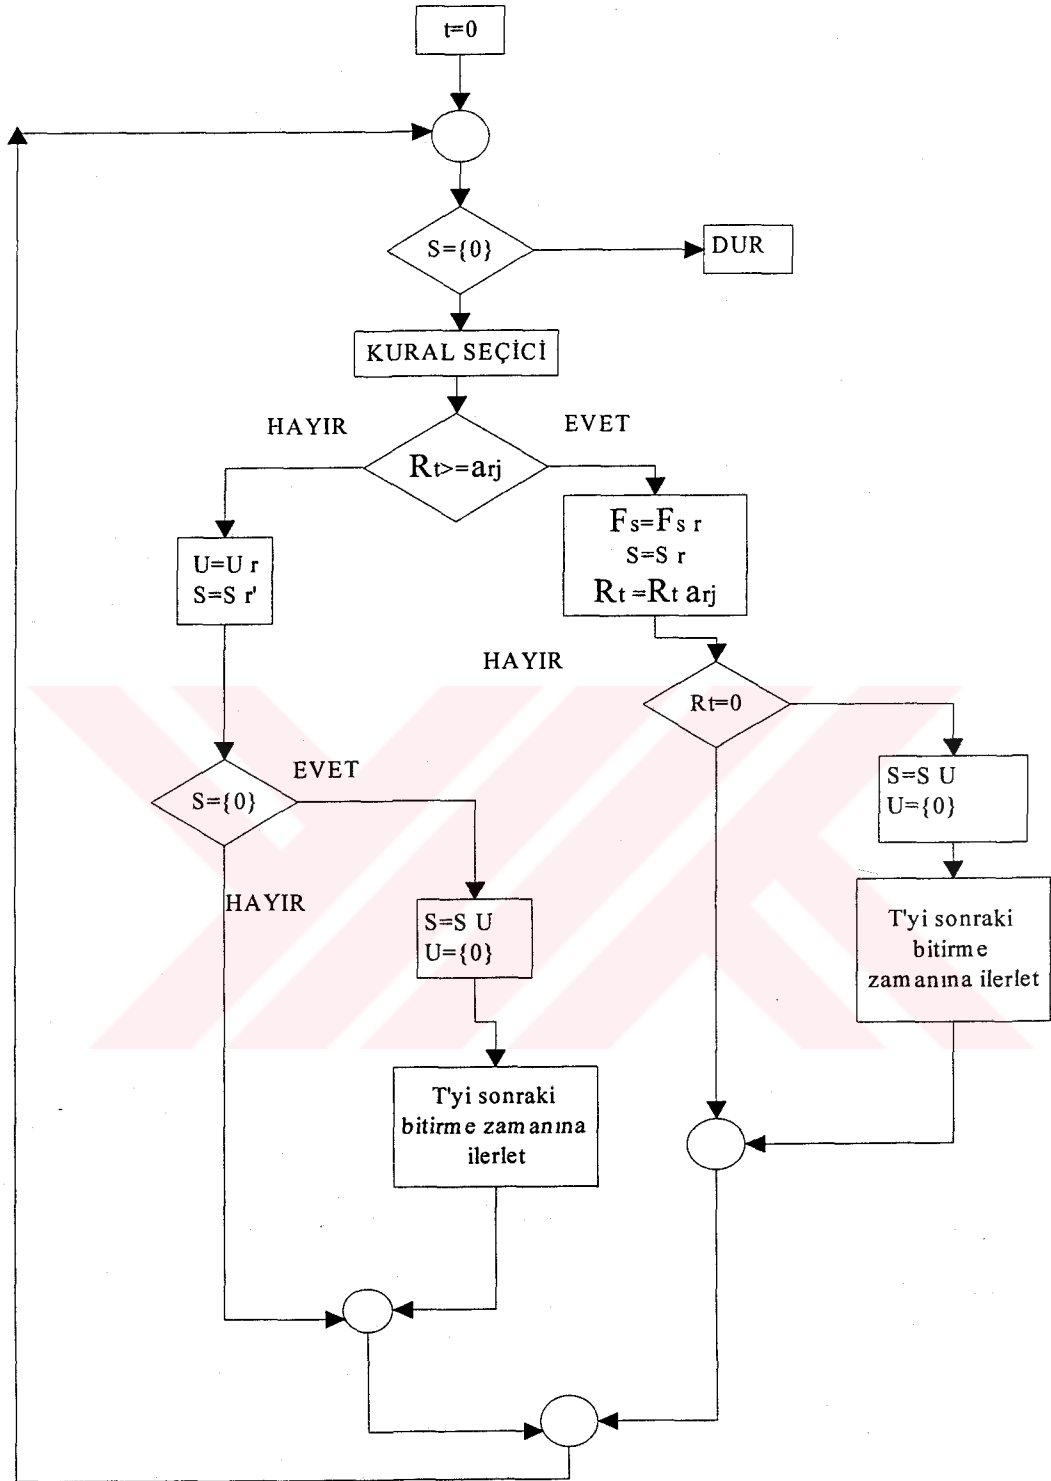 t=0
S={0}
DUR
KURAL SEÇİCİ
HAYIR
EVET
Rt>=arj
Fs=Fs r
S=S r
Rt =Rt arj
U=U r
S=S r'
HAYIR
Rt=0
EVET
S={0}
S=S U
U={0}
HAYIR
S=S U
U={0}
T'yi sonraki
bitirme
zamanına ilerlet
T'yi sonraki
bitirme zamanına
ilerlet